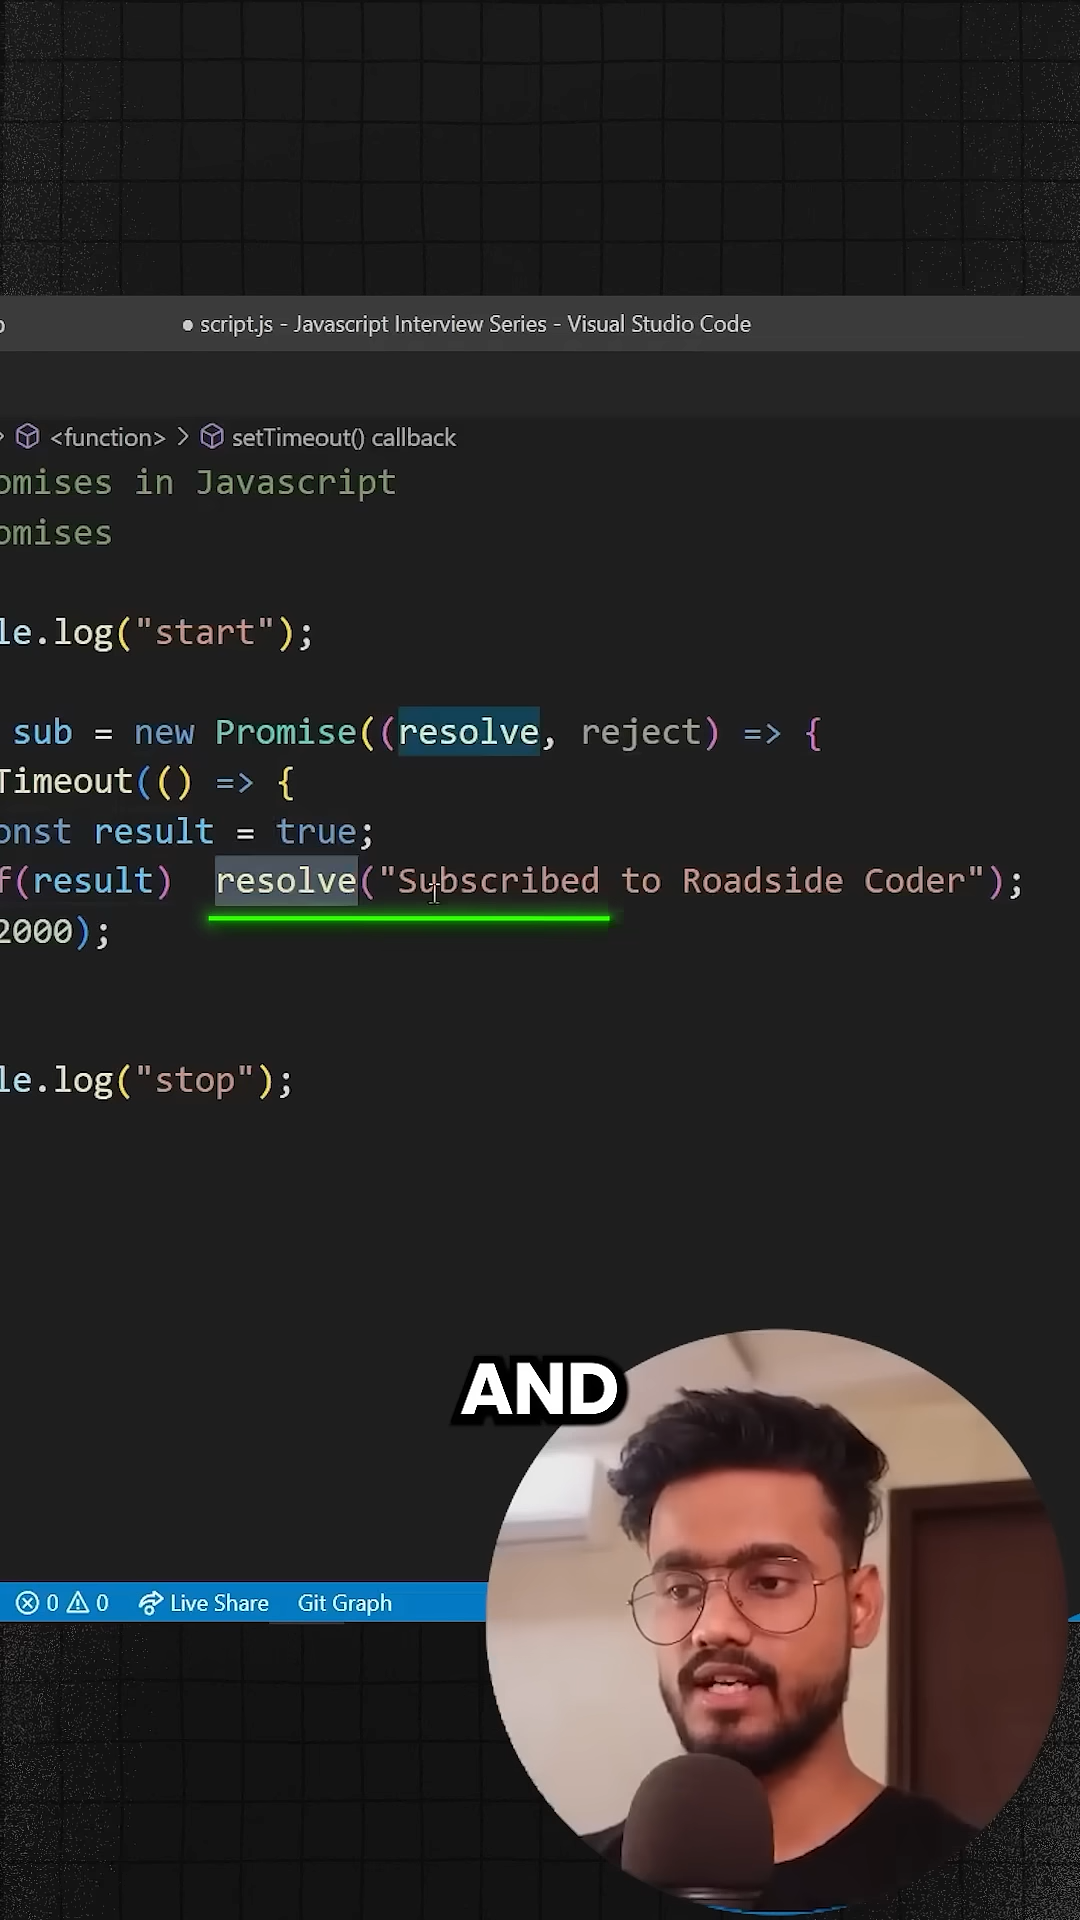 script.js - Javascript Interview Series - Visual Studio Code
<function> > setTimeout() callback
omises in Javascript
omises
le.log("start");
sub = new Promise((resolve, reject) => {
Timeout(() => {
onst result = true;
f(result) resolve("Subscribed to Roadside Coder");
2000);
le.log("stop");
AND
0 0 Live Share Git Graph